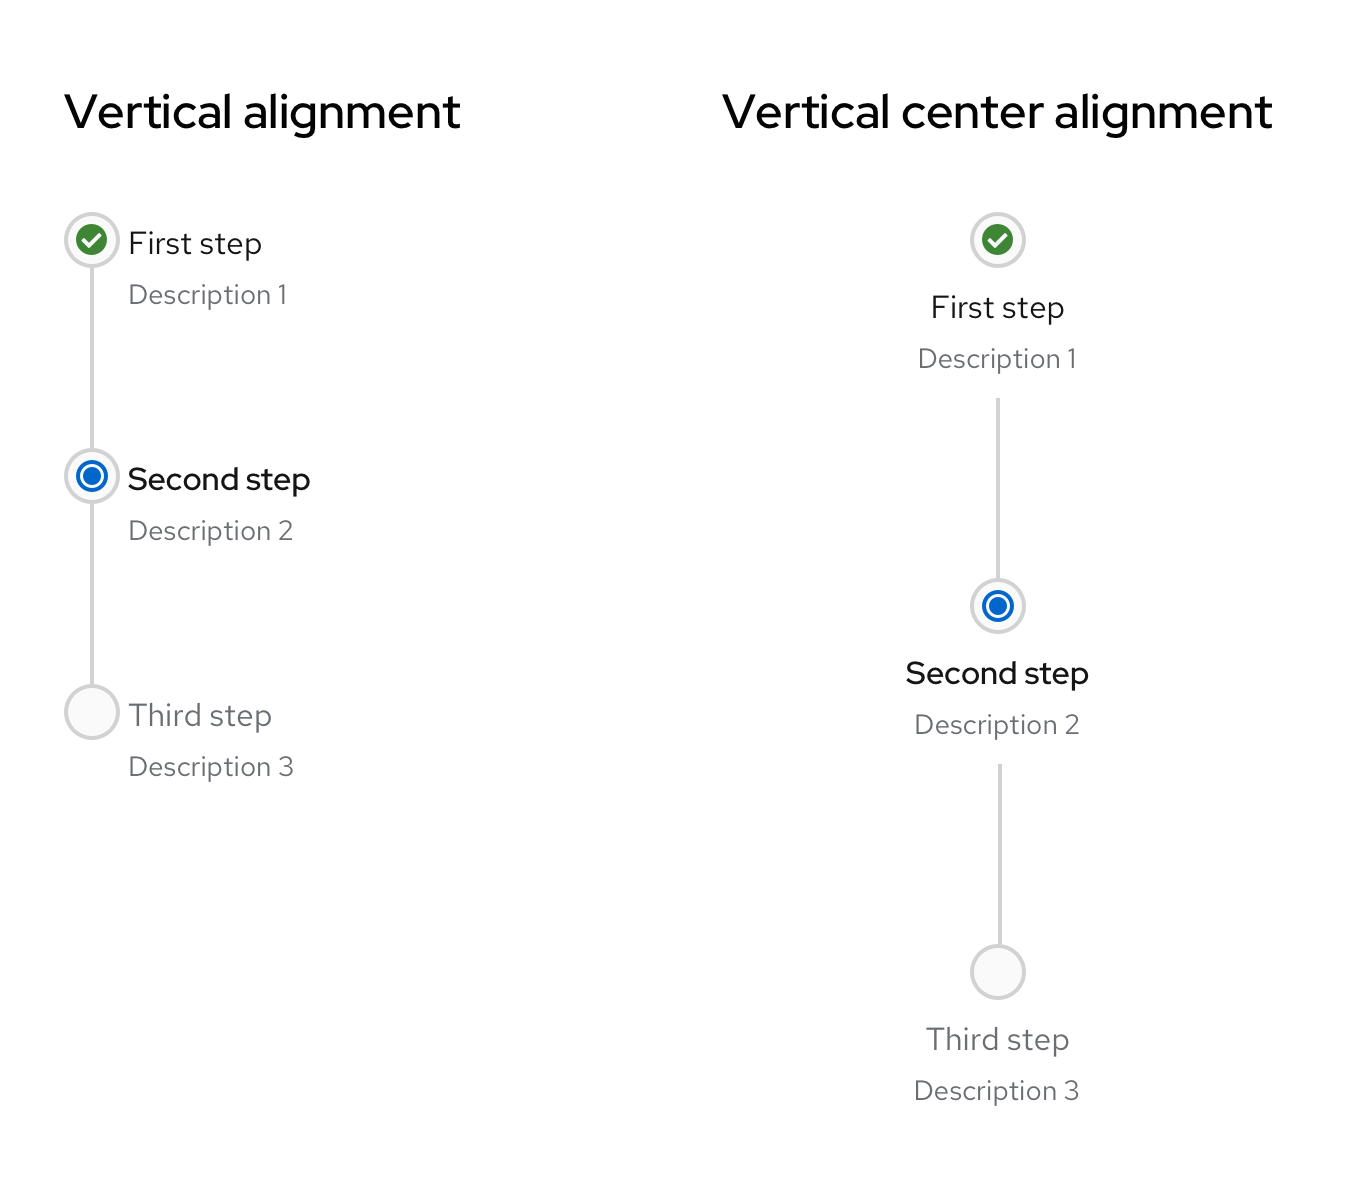 Vertical alignment
First step
Description 1
Second step
Description 2
Third step
Description 3
Vertical center alignment
First step
Description 1
Second step
Description 2
Third step
Description 3